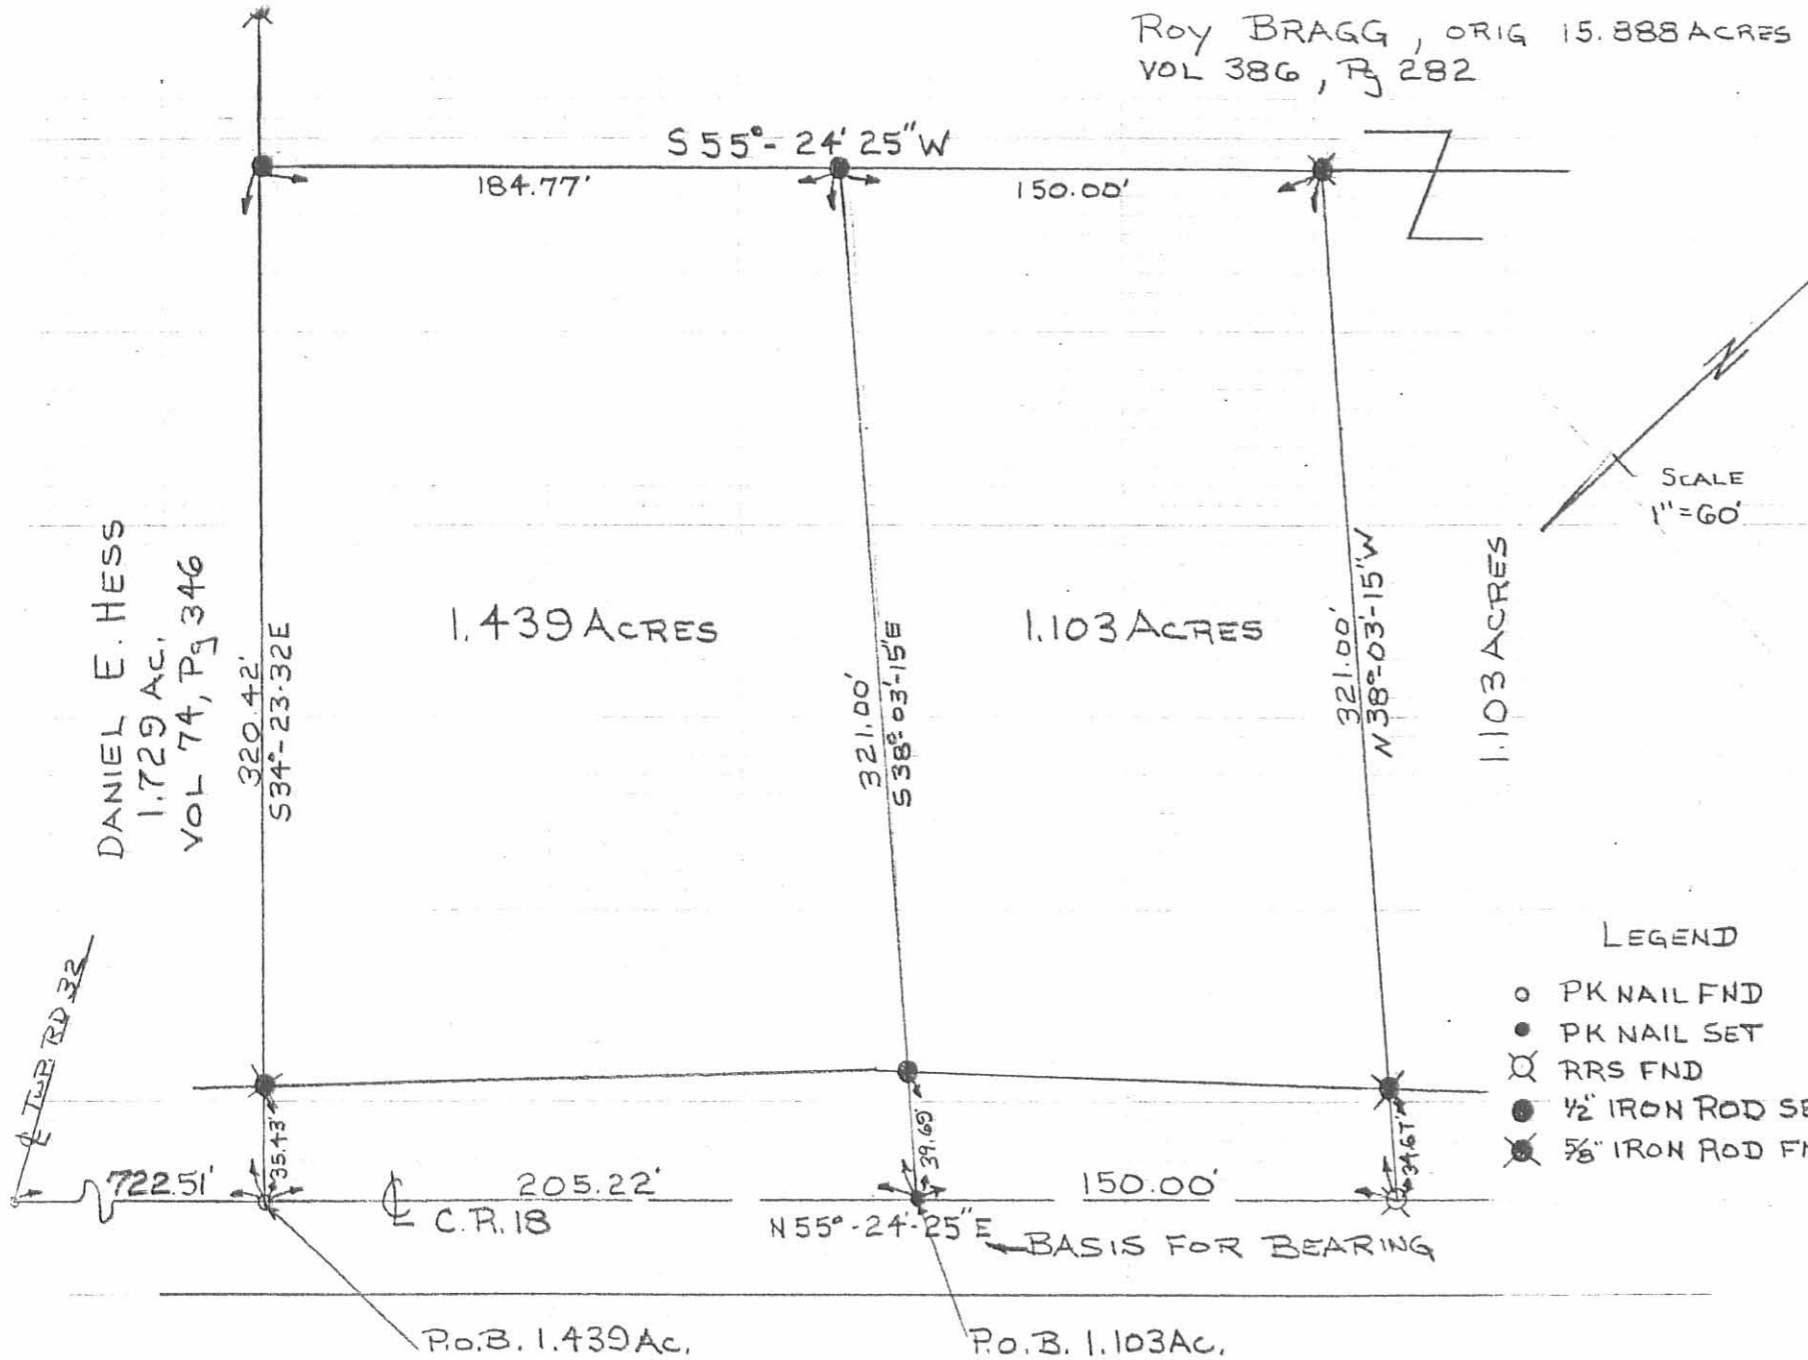 ROY BRAGG, ORIG 15.888 ACRES
VOL 386, Pg 282
S 55°- 24' 25" W
184.77'
150.00'
SCALE
1"=60'
DANIEL E. HESS
1.729 AC.
VOL 74, Pg 346
320.42'
S34°-23-32E
1.439 ACRES
321.00'
S 38°-03'-15"E
1.103 ACRES
321.00'
N 38°-03'-15"W
1.103 ACRES
LEGEND
PK NAIL FND
PK NAIL SET
RRS FND
1/2" IRON ROD SE
5/8" IRON ROD FN
℄ TWP. RD 32
722.51'
35.43'
℄
C.R.18
205.22'
39.69'
150.00'
34.67'
N 55°-24'-25"E
BASIS FOR BEARING
P.O.B. 1.439 AC.
P.O.B. 1.103 AC.